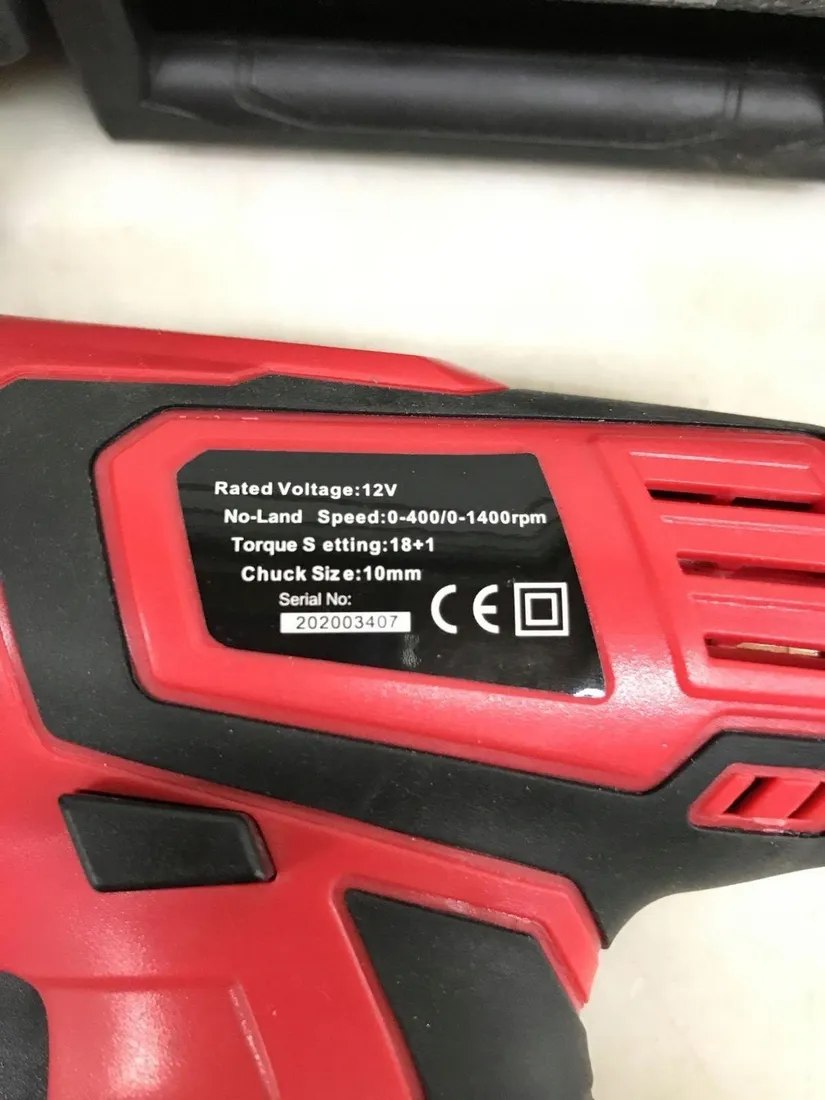 Rated Voltage:12V
No-Land Speed:0-400/0-1400rpm
Torque S etting:18+1
Chuck Size:10mm
Serial No:
202003407
CE